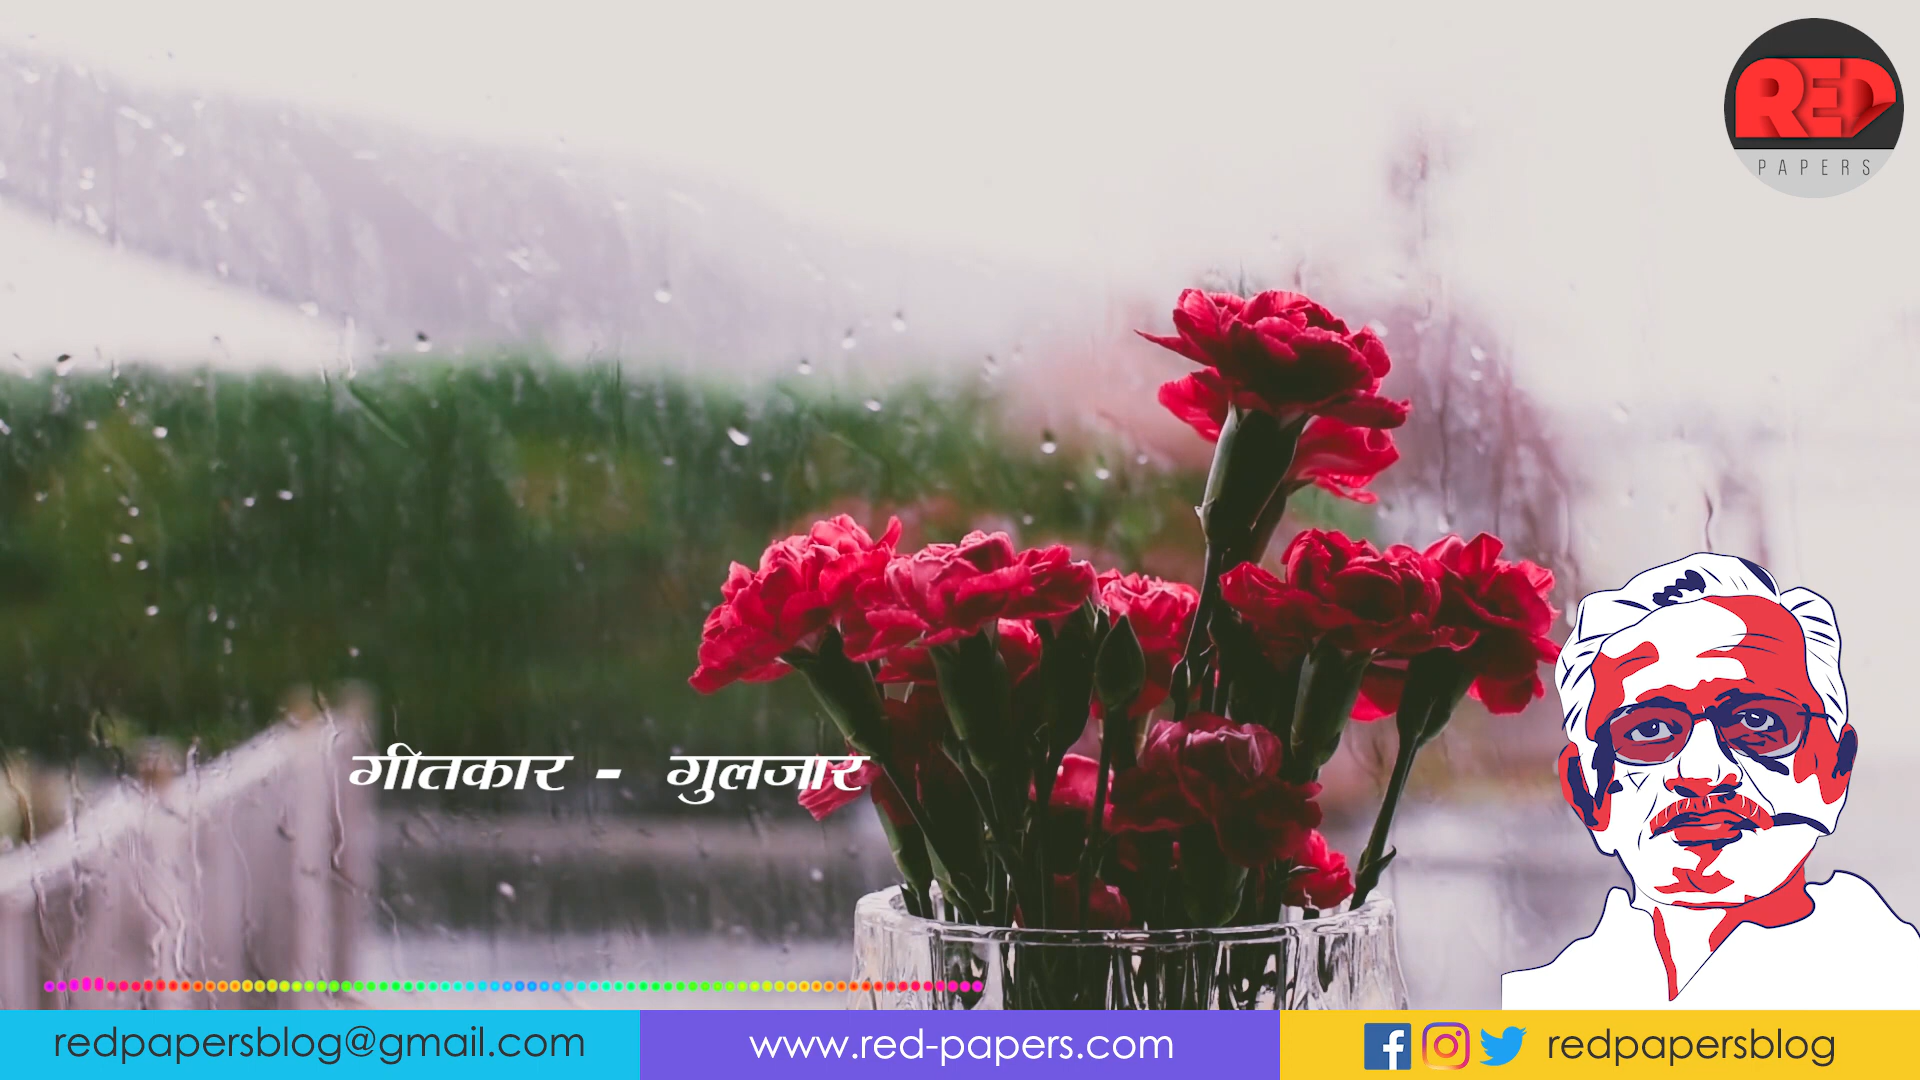 RED
PAPERS
गीतकार - गुलजार
redpapersblog@gmail.com
www.red-papers.com
redpapersblog